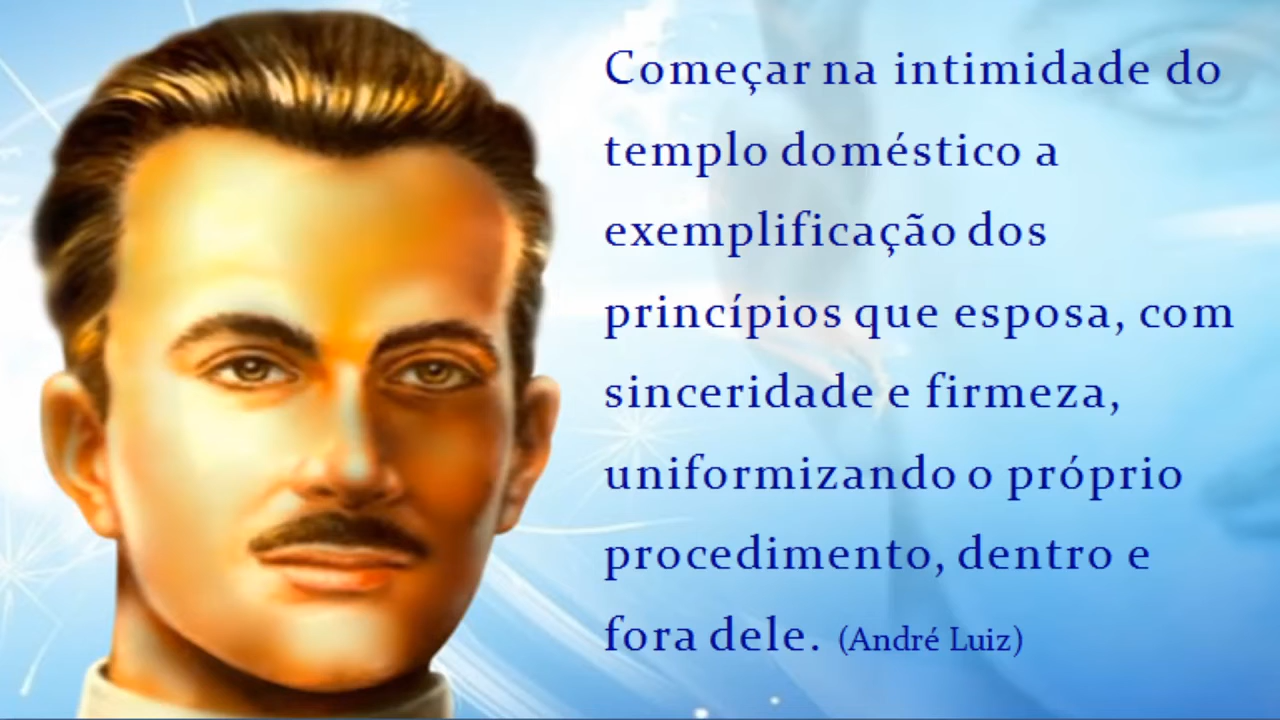 Começar na intimidade do
templo doméstico a
exemplificação dos
princípios que esposa, com
sinceridade e firmeza,
uniformizando o próprio
procedimento, dentro e
fora dele. (André Luiz)